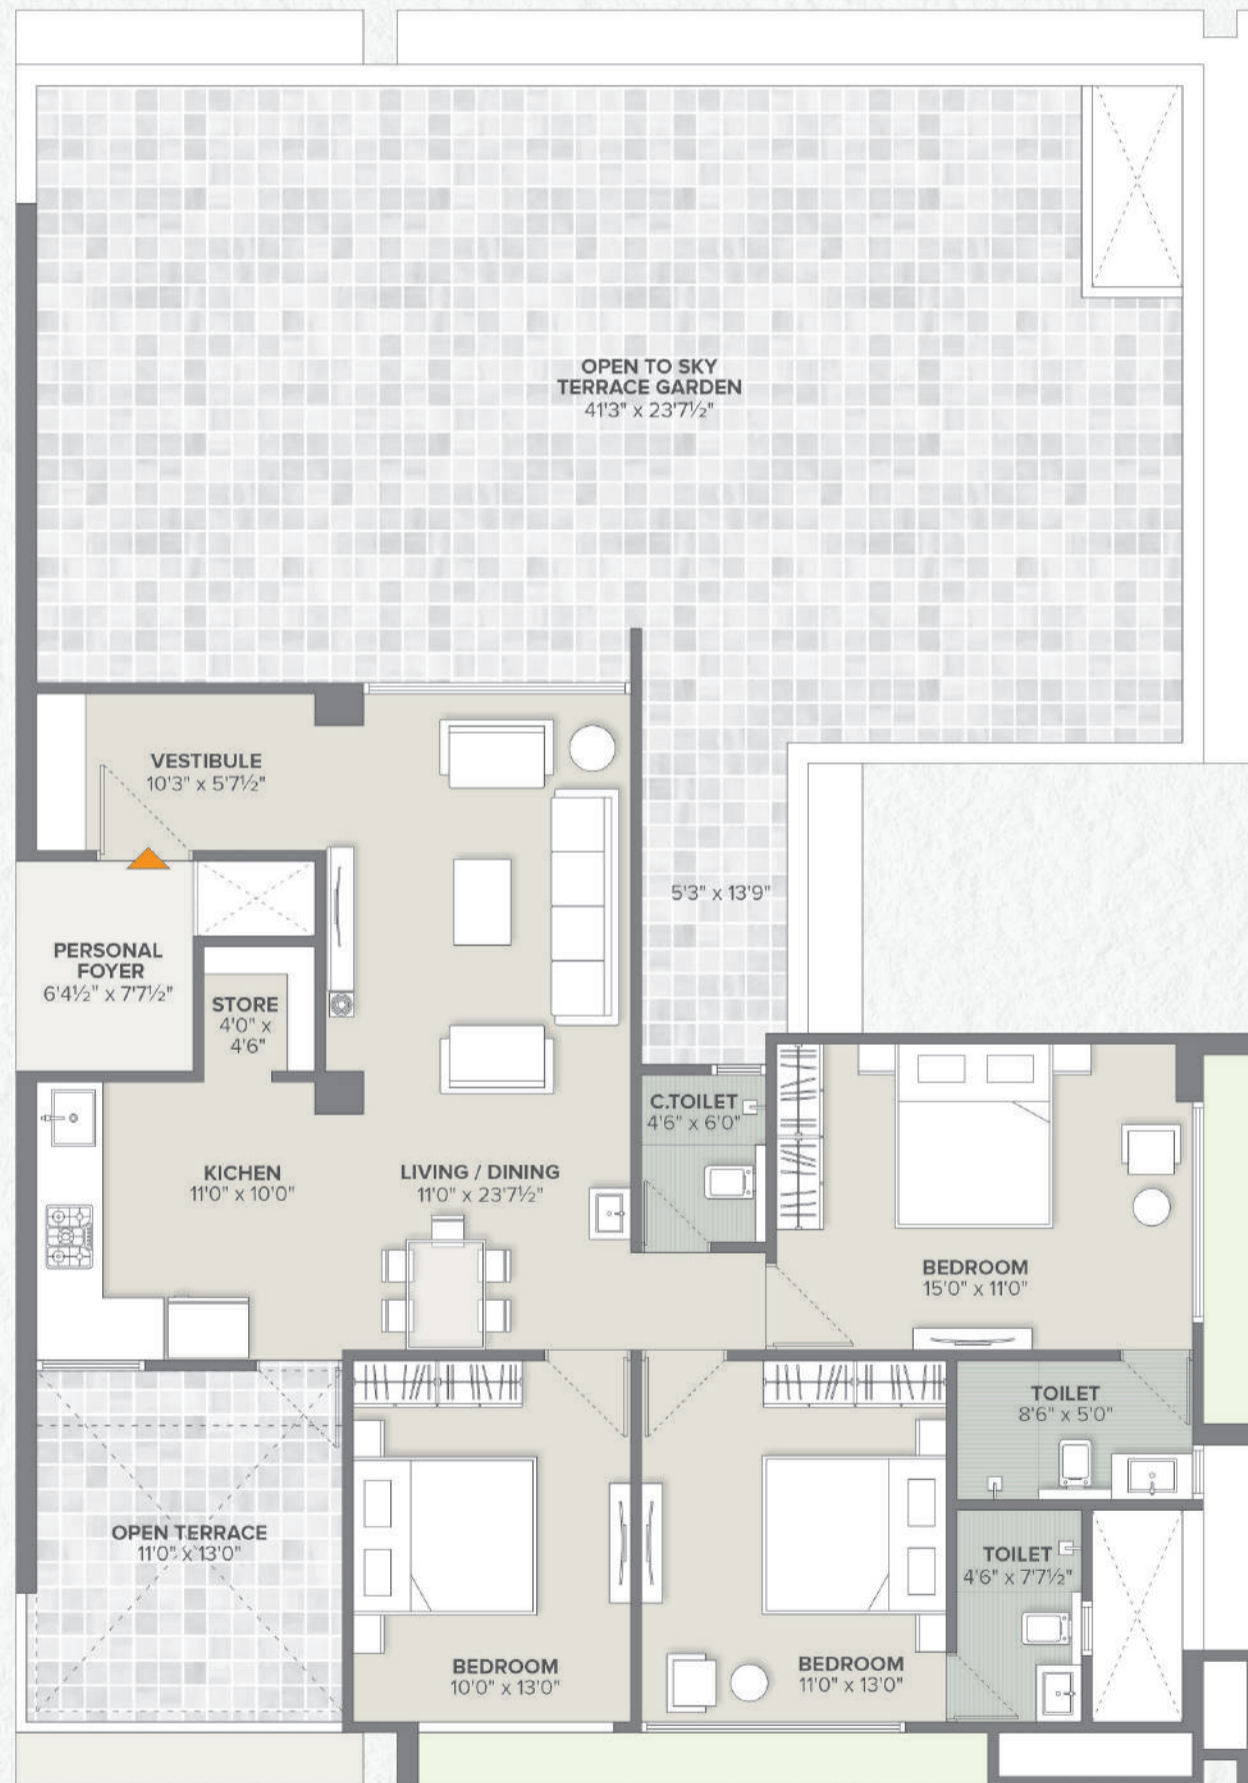 OPEN TO SKY
TERRACE GARDEN
41'3" x 23'7½"
VESTIBULE
10'3" x 5'7½"
5'3" x 13'9"
PERSONAL
FOYER
6'4½" x 7'7½"
STORE
4'0" x
4'6"
C.TOILET
4'6" x 6'0"
KICHEN
11'0" x 10'0"
LIVING / DINING
11'0" x 23'7½"
BEDROOM
15'0" x 11'0"
TOILET
8'6" x 5'0"
OPEN TERRACE
11'0" x 13'0"
TOILET
4'6" x 7'7½"
BEDROOM
10'0" x 13'0"
BEDROOM
11'0" x 13'0"